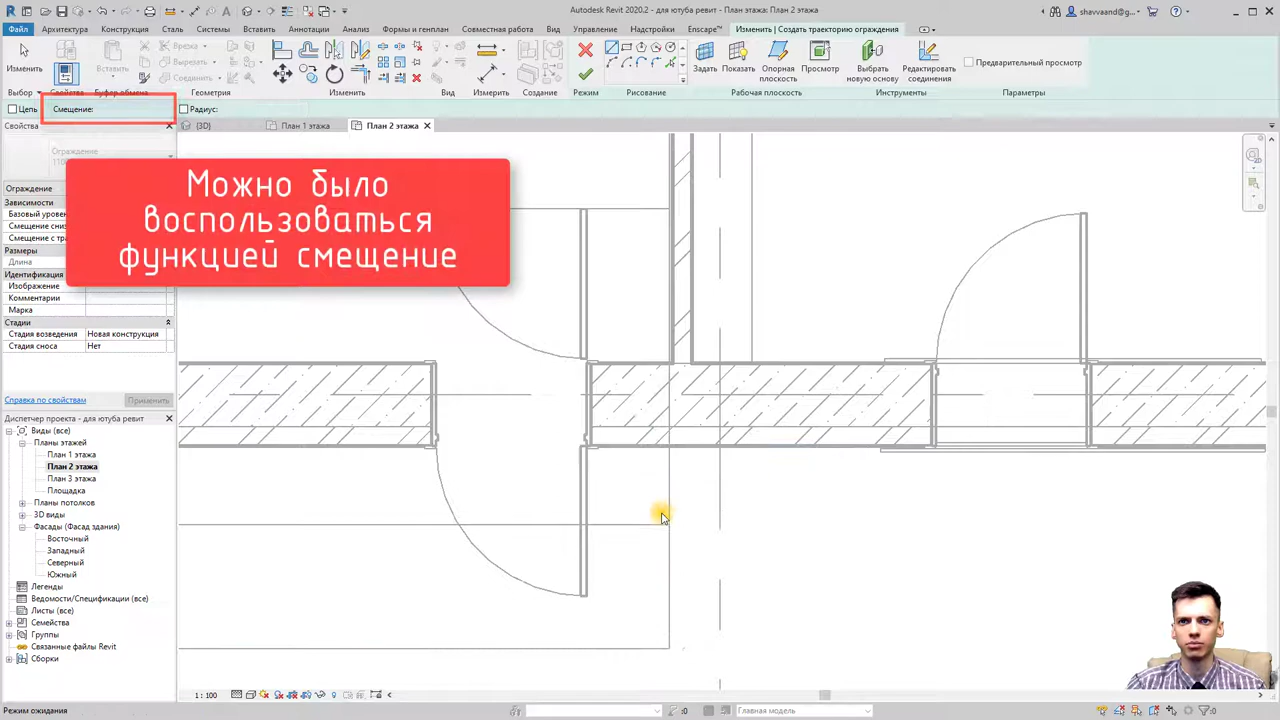 Autodesk Revit 2020.2 - для ютуба ревит - План этажа: План 2 этажа
shavvaand@g...
Файл Архитектура Конструкция Сталь Системы Вставить Аннотации Анализ Формы и генплан Совместная работа Вид Управление Надстройки Enscape™ Изменить | Создать траекторию ограждения
Изменить
Вставить
Врезка
Вырезать
Соединить
Задать Показать Опорная плоскость Просмотр Выбрать новую основу Редактировать соединения
Предварительный просмотр
Выбор Свойства Буфер обмена Геометрия Изменить Вид Измерить Создание Режим Рисование Рабочая плоскость Инструменты Параметры
Цепь Смещение: Радиус:
Свойства
{3D} План 1 этажа План 2 этажа
Ограждение
Можно было
воспользоваться
функцией смещение
Ограждение
Зависимости
Базовый уровен
Смещение сниз
Смещение с тра
Размеры
Длина
Идентификация
Изображение
Комментарии
Марка
Стадии
Стадия возведения Новая конструкция
Стадия сноса Нет
Справка по свойствам Применить
Диспетчер проекта - для ютуба ревит
Виды (все)
Планы этажей
План 1 этажа
План 2 этажа
План 3 этажа
Площадка
Планы потолков
3D виды
Фасады (Фасад здания)
Восточный
Западный
Северный
Южный
Легенды
Ведомости/Спецификации (все)
Листы (все)
Семейства
Группы
Связанные файлы Revit
Сборки
1 : 100
Режим ожидания
:0 Главная модель :0